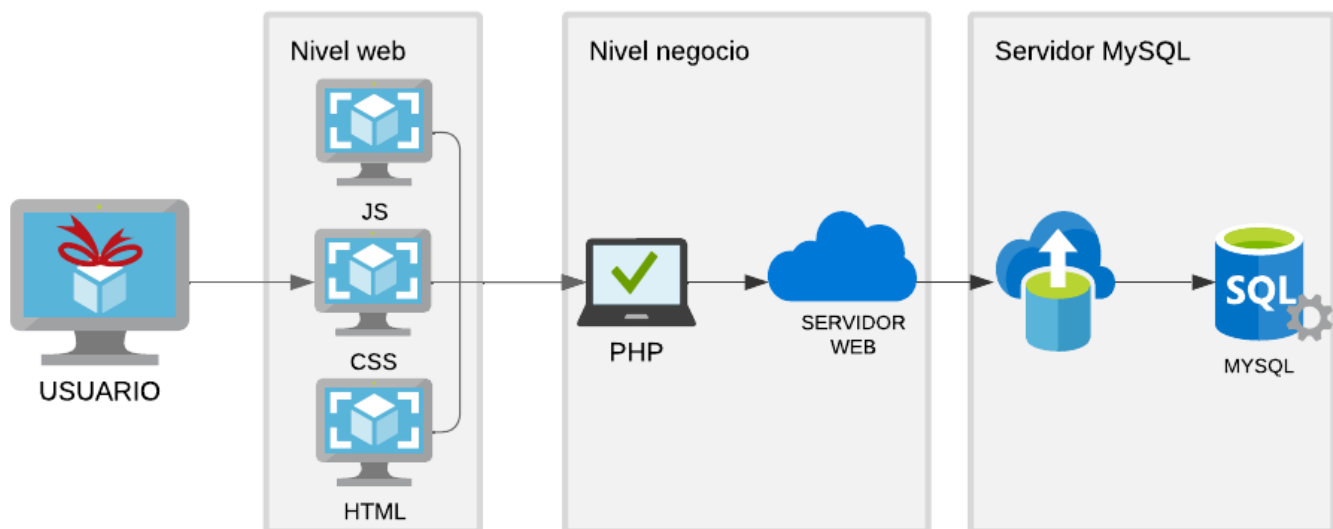 Nivel web
Nivel negocio
Servidor MySQL
JS
USUARIO
CSS
HTML
PHP
SERVIDOR
WEB
SQL
MYSQL